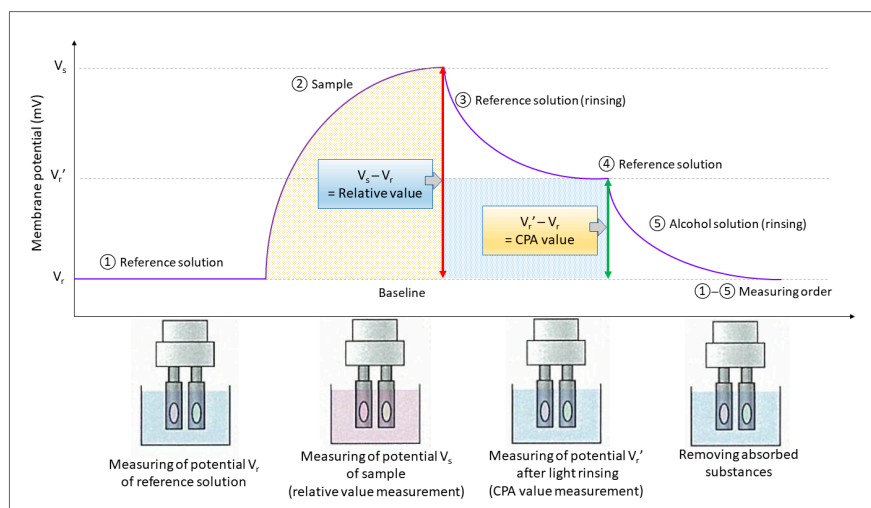 Membrane potential (mV)
Vₛ
Vᵣ’
Vᵣ
② Sample
③ Reference solution (rinsing)
Vₛ – Vᵣ
= Relative value
④ Reference solution
Vᵣ’ – Vᵣ
= CPA value
⑤ Alcohol solution (rinsing)
① Reference solution
Baseline
①–⑤ Measuring order
Measuring of potential Vᵣ
of reference solution
Measuring of potential Vₛ
of sample
(relative value measurement)
Measuring of potential Vᵣ’
after light rinsing
(CPA value measurement)
Removing absorbed
substances